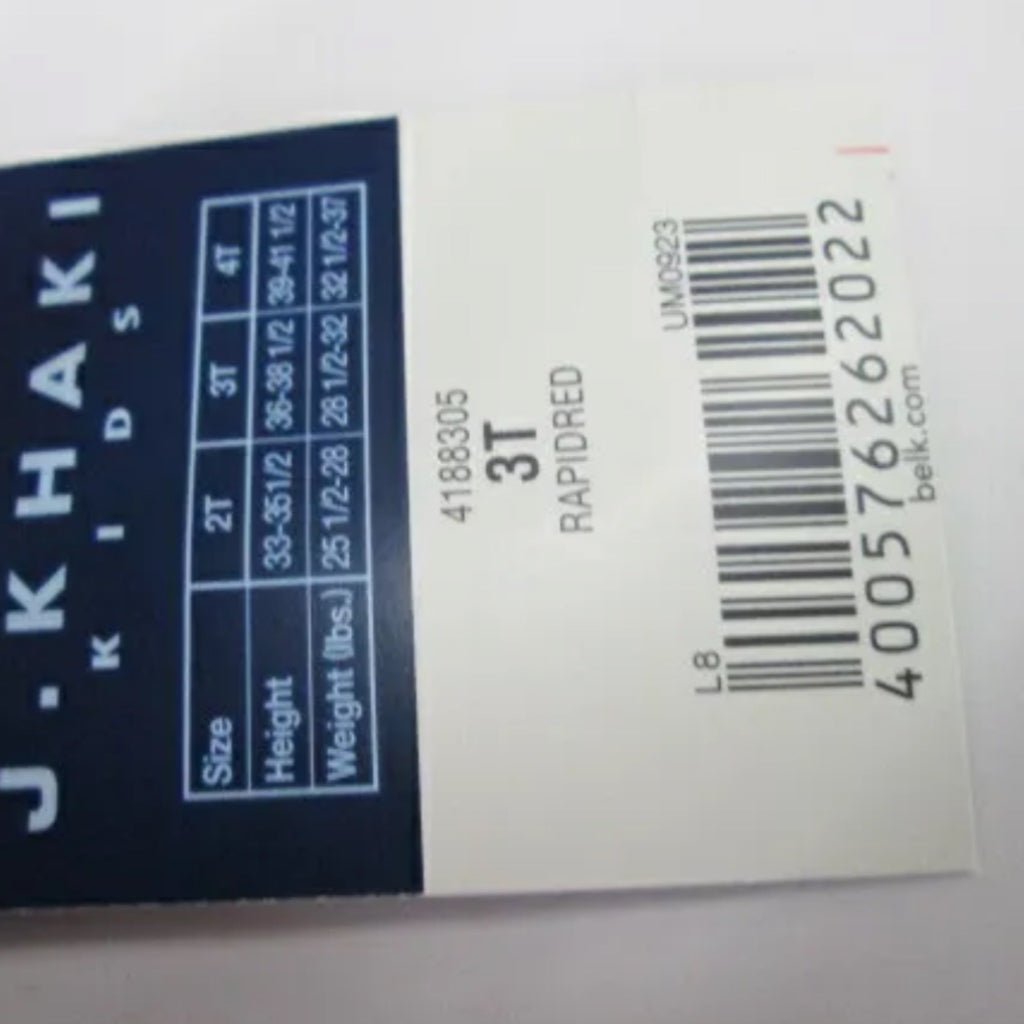 J.KHAKI
KIDS
Size 2T 3T 4T
Height 33-35 1/2 36-38 1/2 39-41 1/2
Weight (lbs.) 25 1/2-28 28 1/2-32 32 1/2-37
4188305
3T
RAPIDRED
L8 UM0923
400576262022
belk.com